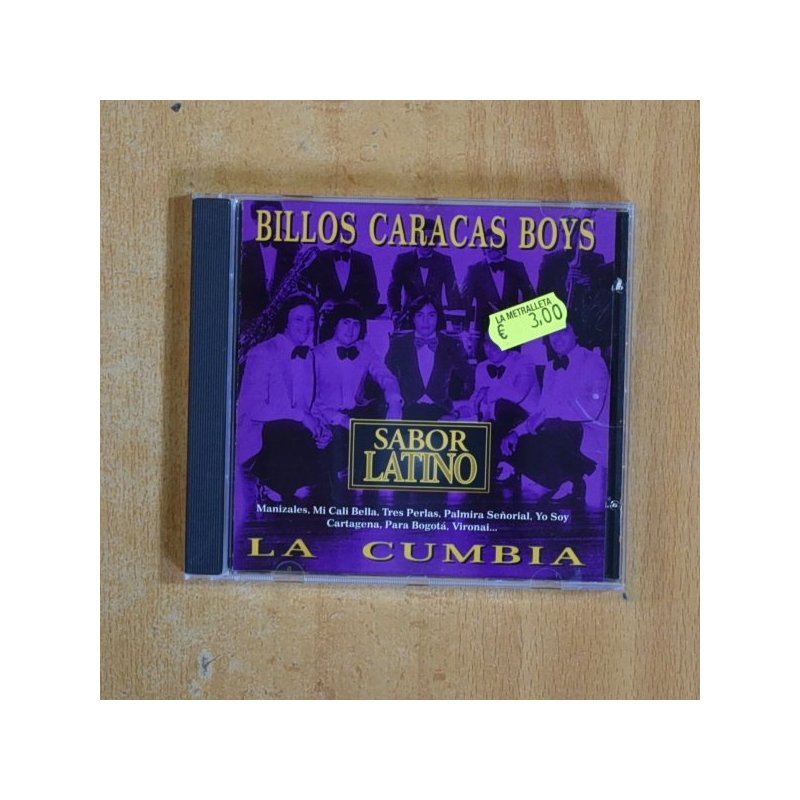 BILLOS CARACAS BOYS
LA METRALLETA
€ 3,00
SABOR
LATINO
Manizales, Mi Cali Bella, Tres Perlas, Palmira Señorial, Yo Soy
Cartagena, Para Bogotá, Vironai...
LA CUMBIA